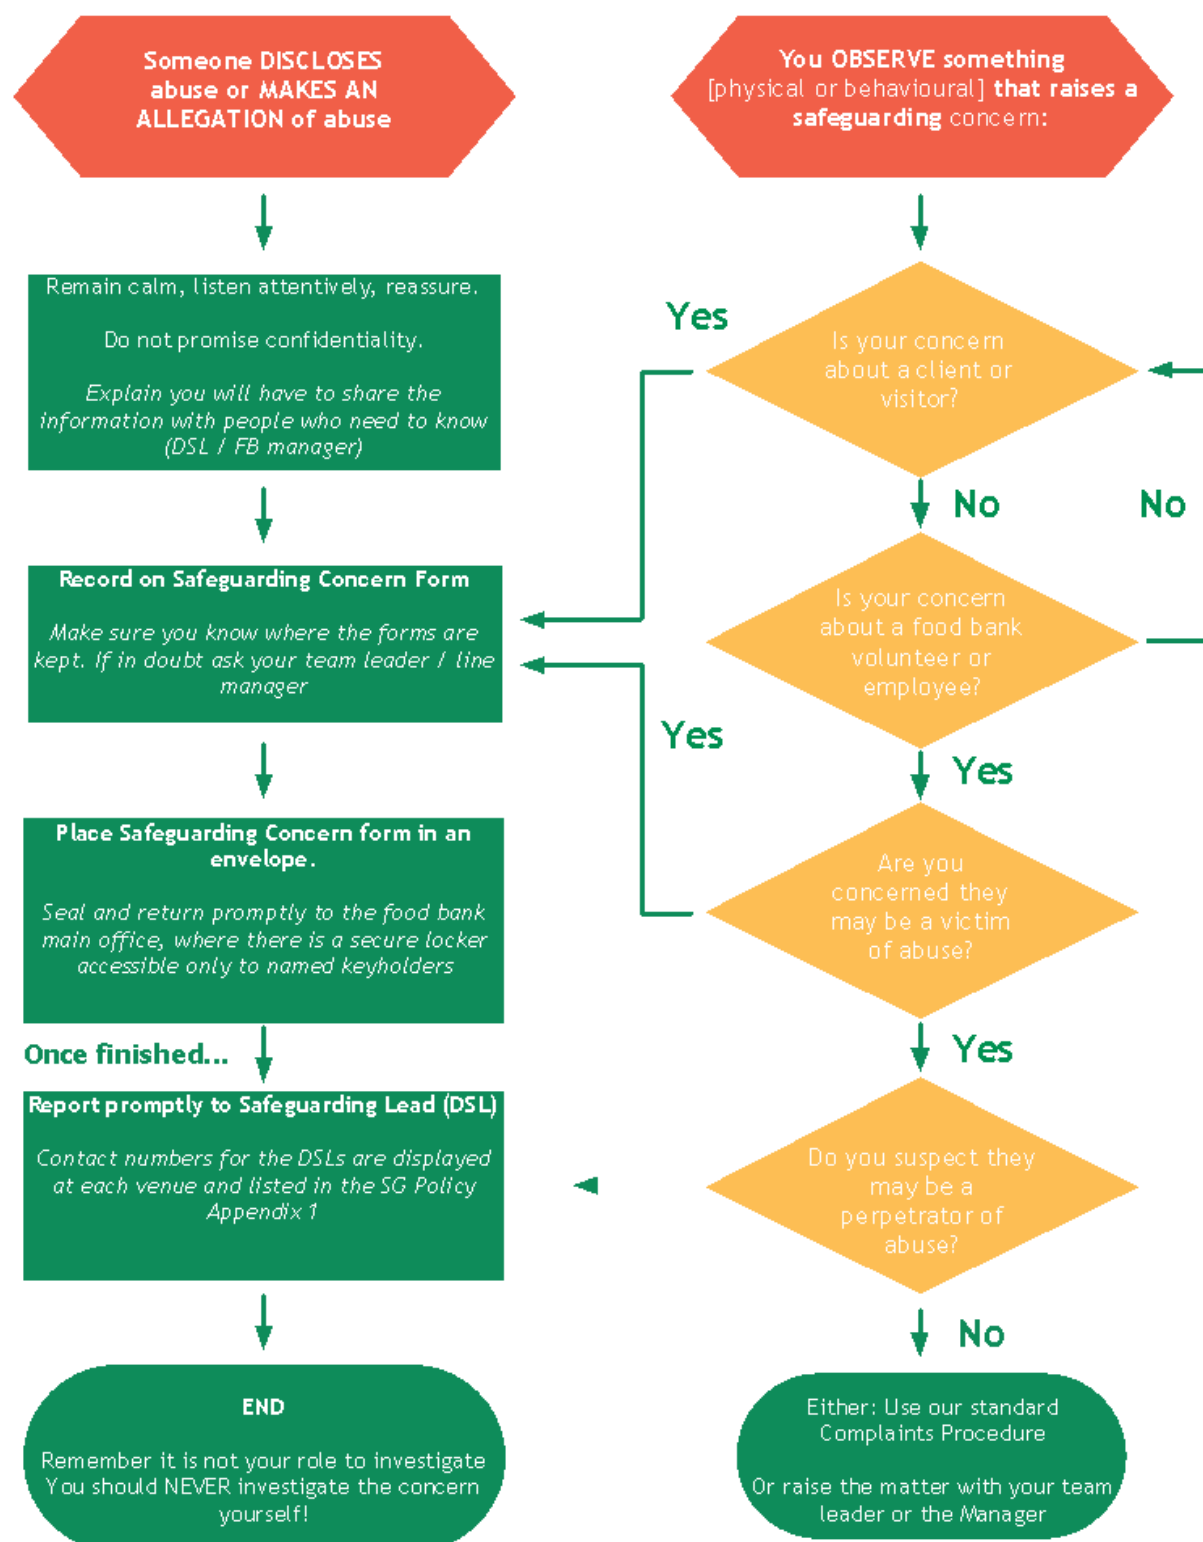 Someone DISCLOSES
abuse or MAKES AN
ALLEGATION of abuse
Remain calm, listen attentively, reassure.
Do not promise confidentiality.
Explain you will have to share the
information with people who need to know
(DSL / FB manager)
Record on Safeguarding Concern Form
Make sure you know where the forms are
kept. If in doubt ask your team leader / line
manager
Place Safeguarding Concern form in an
envelope.
Seal and return promptly to the food bank
main office, where there is a secure locker
accessible only to named keyholders
Once finished...
Report promptly to Safeguarding Lead (DSL)
Contact numbers for the DSLs are displayed
at each venue and listed in the SG Policy
Appendix 1
END
Remember it is not your role to investigate
You should NEVER investigate the concern
yourself!
You OBSERVE something
[physical or behavioural] that raises a
safeguarding concern:
Yes
Is your concern
about a client or
visitor?
No
No
Is your concern
about a food bank
volunteer or
employee?
Yes
Yes
Are you
concerned they
may be a victim
of abuse?
Yes
Do you suspect they
may be a
perpetrator of
abuse?
No
Either: Use our standard
Complaints Procedure
Or raise the matter with your team
leader or the Manager